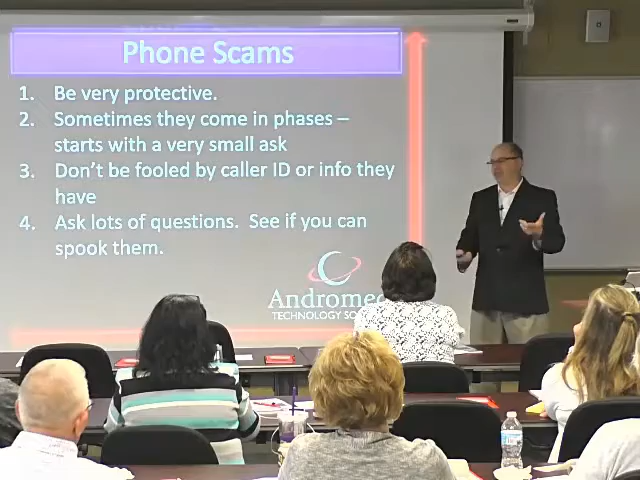 Phone Scams
1. Be very protective.
2. Sometimes they come in phases –
starts with a very small ask
3. Don't be fooled by caller ID or info they
have
4. Ask lots of questions. See if you can
spook them.